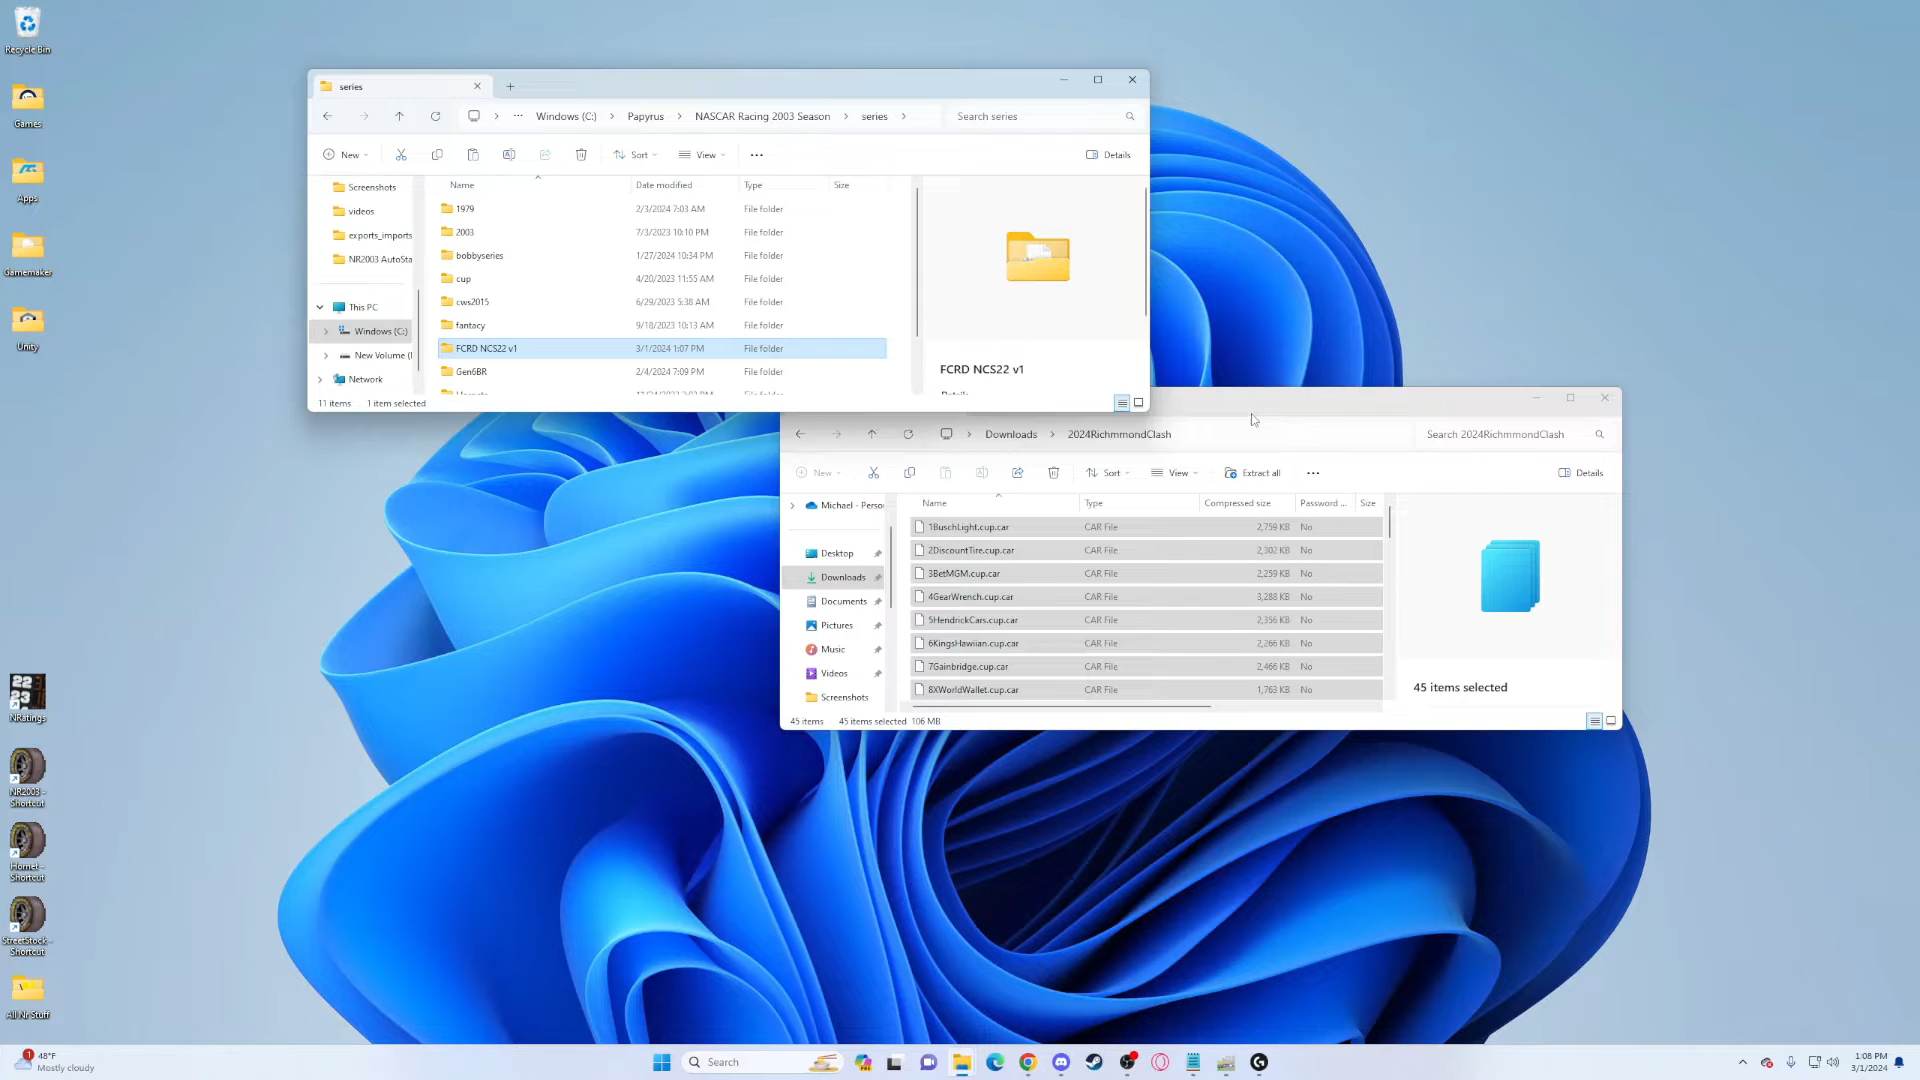 Recycle Bin
Games
Apps
Gamemaker
Unity
NRatings
NR2003 - Shortcut
Hornet - Shortcut
StreetStock - Shortcut
All Nr Stuff
series
Windows (C:) Papyrus NASCAR Racing 2003 Season series
Search series
New Sort View Details
Screenshots
videos
exports_imports
NR2003 AutoSta
This PC
Windows (C:)
New Volume (
Network
Name Date modified Type Size
1979 2/3/2024 7:03 AM File folder
2003 7/3/2023 10:10 PM File folder
bobbyseries 1/27/2024 10:34 PM File folder
cup 4/20/2023 11:55 AM File folder
cws2015 6/29/2023 5:38 AM File folder
fantacy 9/18/2023 10:13 AM File folder
FCRD NCS22 v1 3/1/2024 1:07 PM File folder
Gen6BR 2/4/2024 7:09 PM File folder
FCRD NCS22 v1
11 items 1 item selected
Downloads 2024RichmmondClash
Search 2024RichmmondClash
New Sort View Extract all Details
Michael - Perso
Desktop
Downloads
Documents
Pictures
Music
Videos
Screenshots
Name Type Compressed size Password ... Size
1BuschLight.cup.car CAR File 2,759 KB No
2DiscountTire.cup.car CAR File 2,302 KB No
3BetMGM.cup.car CAR File 2,259 KB No
4GearWrench.cup.car CAR File 3,288 KB No
5HendrickCars.cup.car CAR File 2,356 KB No
6KingsHawiian.cup.car CAR File 2,266 KB No
7Gainbridge.cup.car CAR File 2,466 KB No
8XWorldWallet.cup.car CAR File 1,763 KB No
45 items selected
45 items 45 items selected 106 MB
1
48°F
Mostly cloudy
Search
1:08 PM
3/1/2024